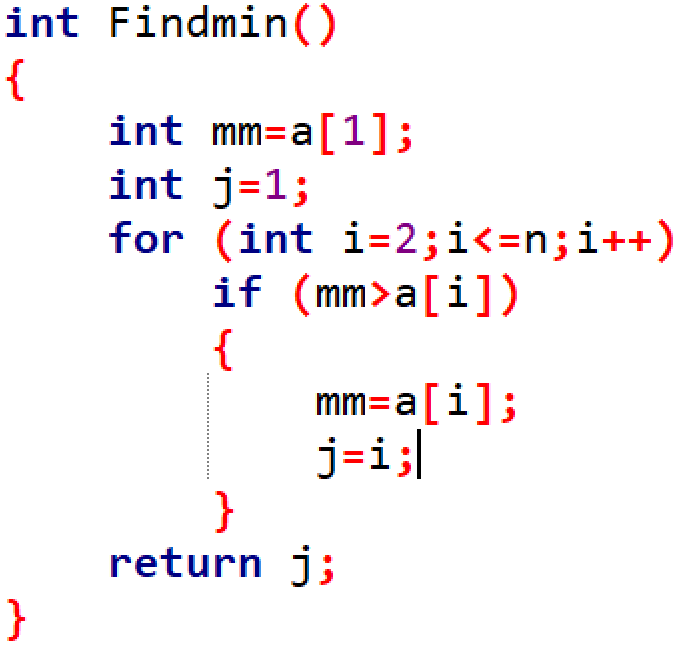 int Findmin()
{
    int mm=a[1];
    int j=1;
    for (int i=2;i<=n;i++)
        if (mm>a[i])
        {
            mm=a[i];
            j=i;
        }
    return j;
}